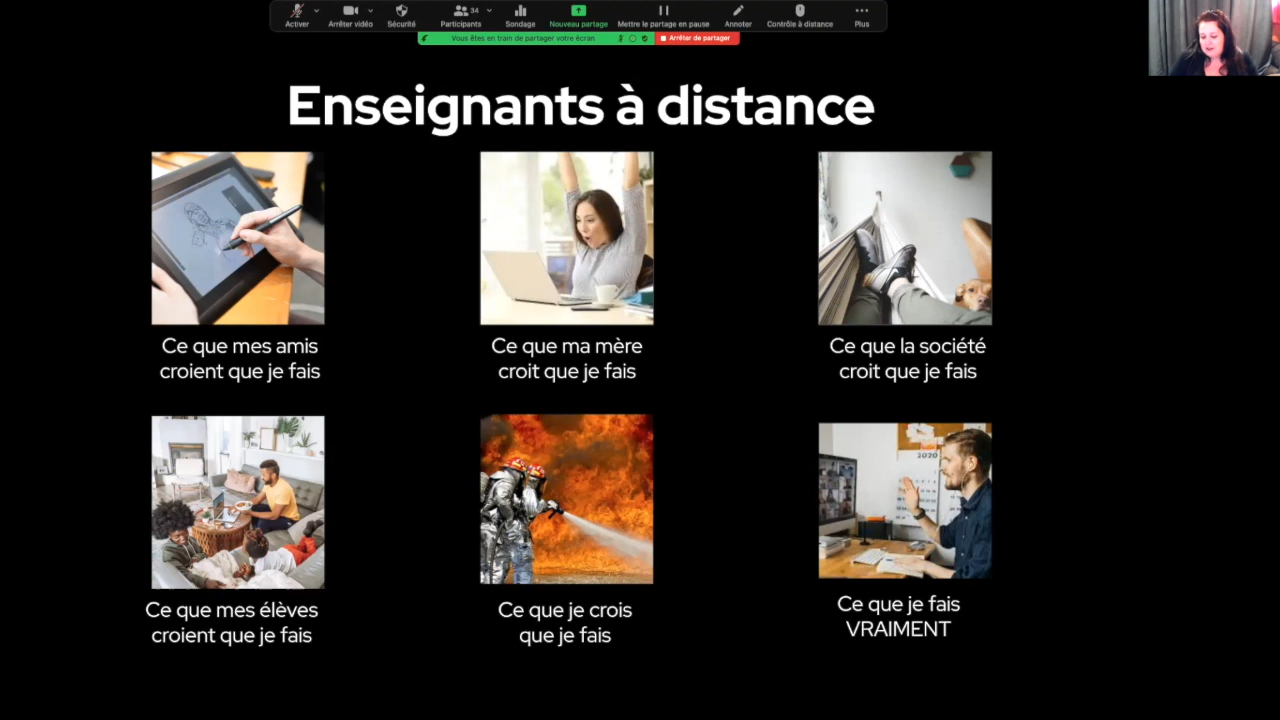 Activer
Arrêter vidéo
Sécurité
Participants
34
Sondage
Nouveau partage
Mettre le partage en pause
Annoter
Contrôle à distance
Plus
Vous êtes en train de partager votre écran
Arrêter de partager
Enseignants à distance
Ce que mes amis
croient que je fais
Ce que ma mère
croit que je fais
Ce que la société
croit que je fais
2020
Ce que mes élèves
croient que je fais
Ce que je crois
que je fais
Ce que je fais
VRAIMENT